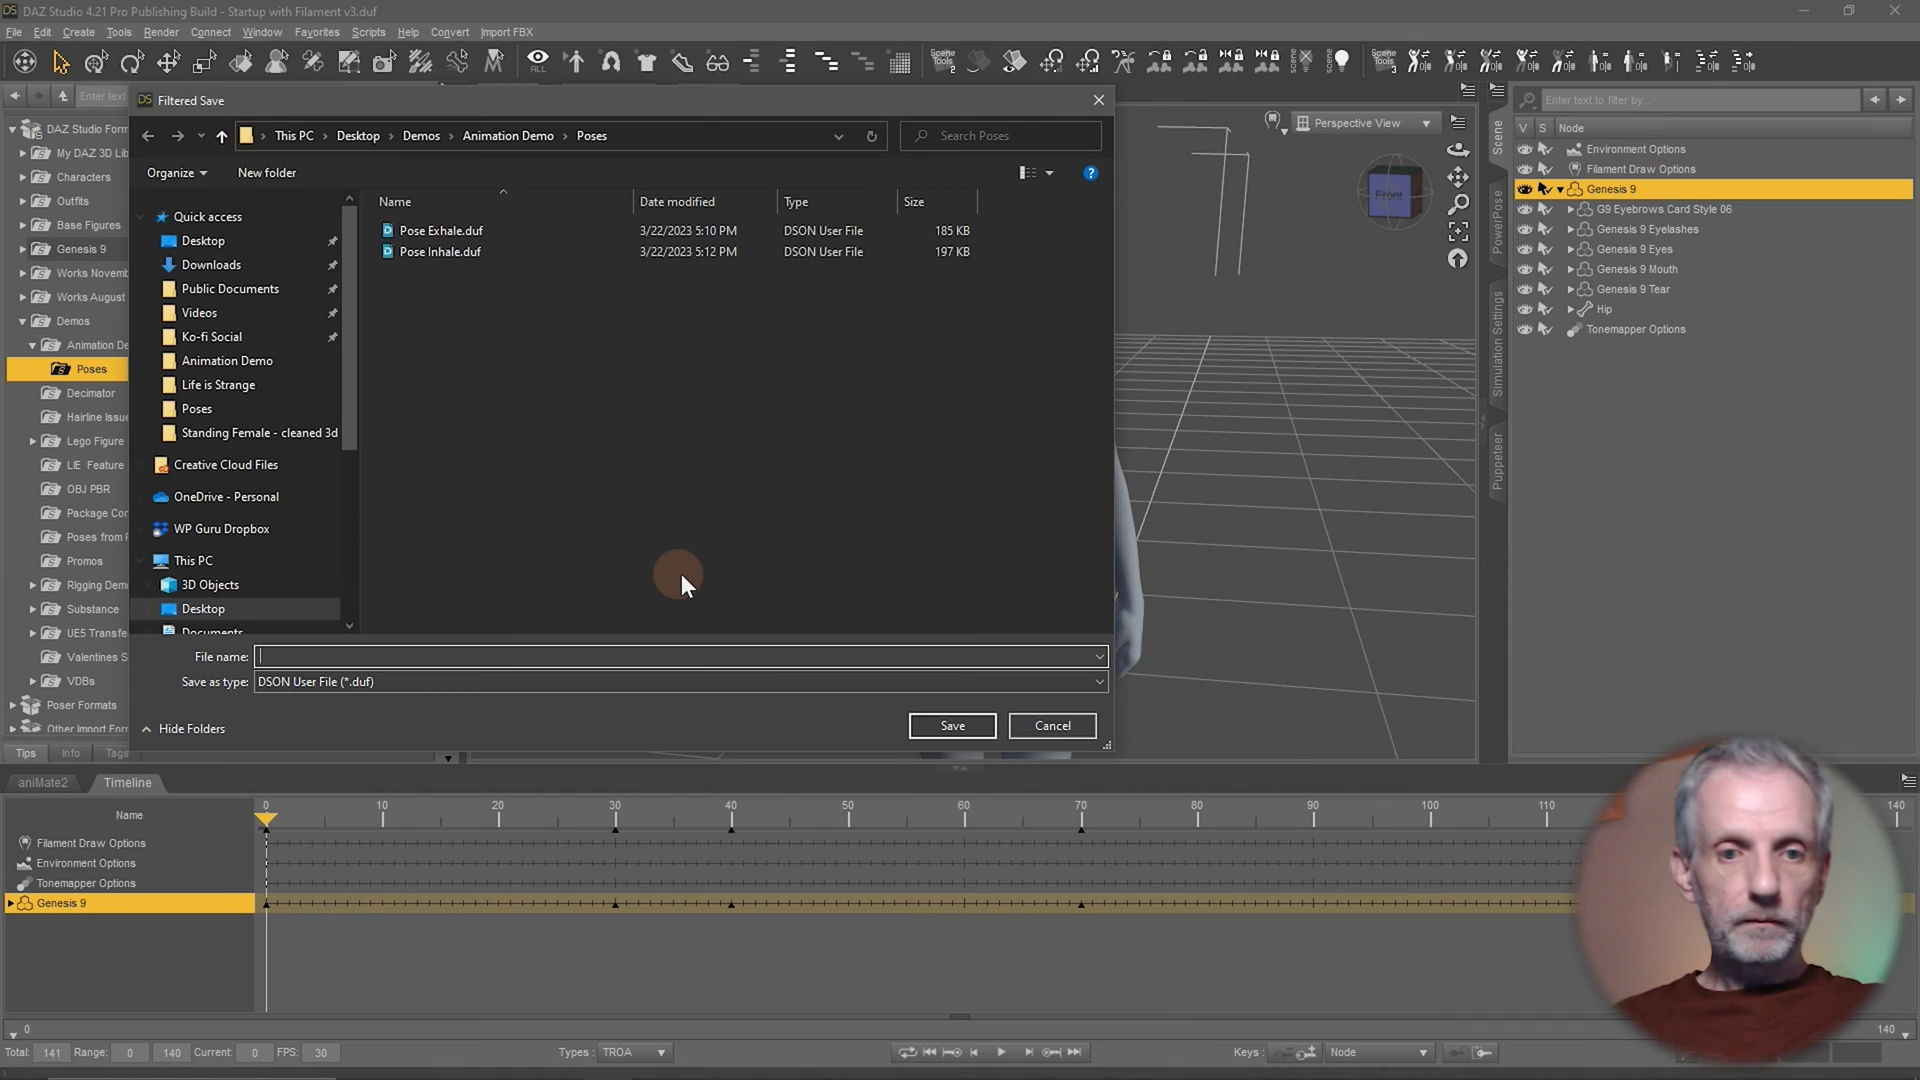 DAZ Studio 4.21 Pro Publishing Build - Startup with Filament v3.duf
File Edit Create Tools Render Connect Window Favorites Scripts Help Convert Import FBX
ALL
Scene Tools 2
scene
scene
Scene Tools 3
Enter text
DAZ Studio Form
My DAZ 3D Lib
Characters
Outfits
Base Figures
Genesis 9
Works Novemb
Works August
Demos
Animation De
Poses
Decimator
Hairline Issue
Lego Figure
LIE Feature
OBJ PBR
Package Con
Poses from
Promos
Rigging Demo
Substance
UE5 Transfe
Valentines S
VDBs
Poser Formats
Other Import Form
Tips Info Tags
Filtered Save
This PC Desktop Demos Animation Demo Poses
Search Poses
Organize New folder
Quick access
Desktop
Downloads
Public Documents
Videos
Ko-fi Social
Animation Demo
Life is Strange
Poses
Standing Female - cleaned 3d
Creative Cloud Files
OneDrive - Personal
WP Guru Dropbox
This PC
3D Objects
Desktop
Documents
Name Date modified Type Size
Pose Exhale.duf 3/22/2023 5:10 PM DSON User File 185 KB
Pose Inhale.duf 3/22/2023 5:12 PM DSON User File 197 KB
File name:
Save as type: DSON User File (*.duf)
Hide Folders
Save Cancel
Perspective View
Front
Scene
PowerPose
Simulation Settings
Puppeteer
Enter text to filter by...
V S Node
Environment Options
Filament Draw Options
Genesis 9
G9 Eyebrows Card Style 06
Genesis 9 Eyelashes
Genesis 9 Eyes
Genesis 9 Mouth
Genesis 9 Tear
Hip
Tonemapper Options
aniMate2 Timeline
Name
0 10 20 30 40 50 60 70 80 90 100 110 140
Filament Draw Options
Environment Options
Tonemapper Options
Genesis 9
0 140
Total: 141 Range: 0 140 Current: 0 FPS: 30 Types: TROA Keys: Node